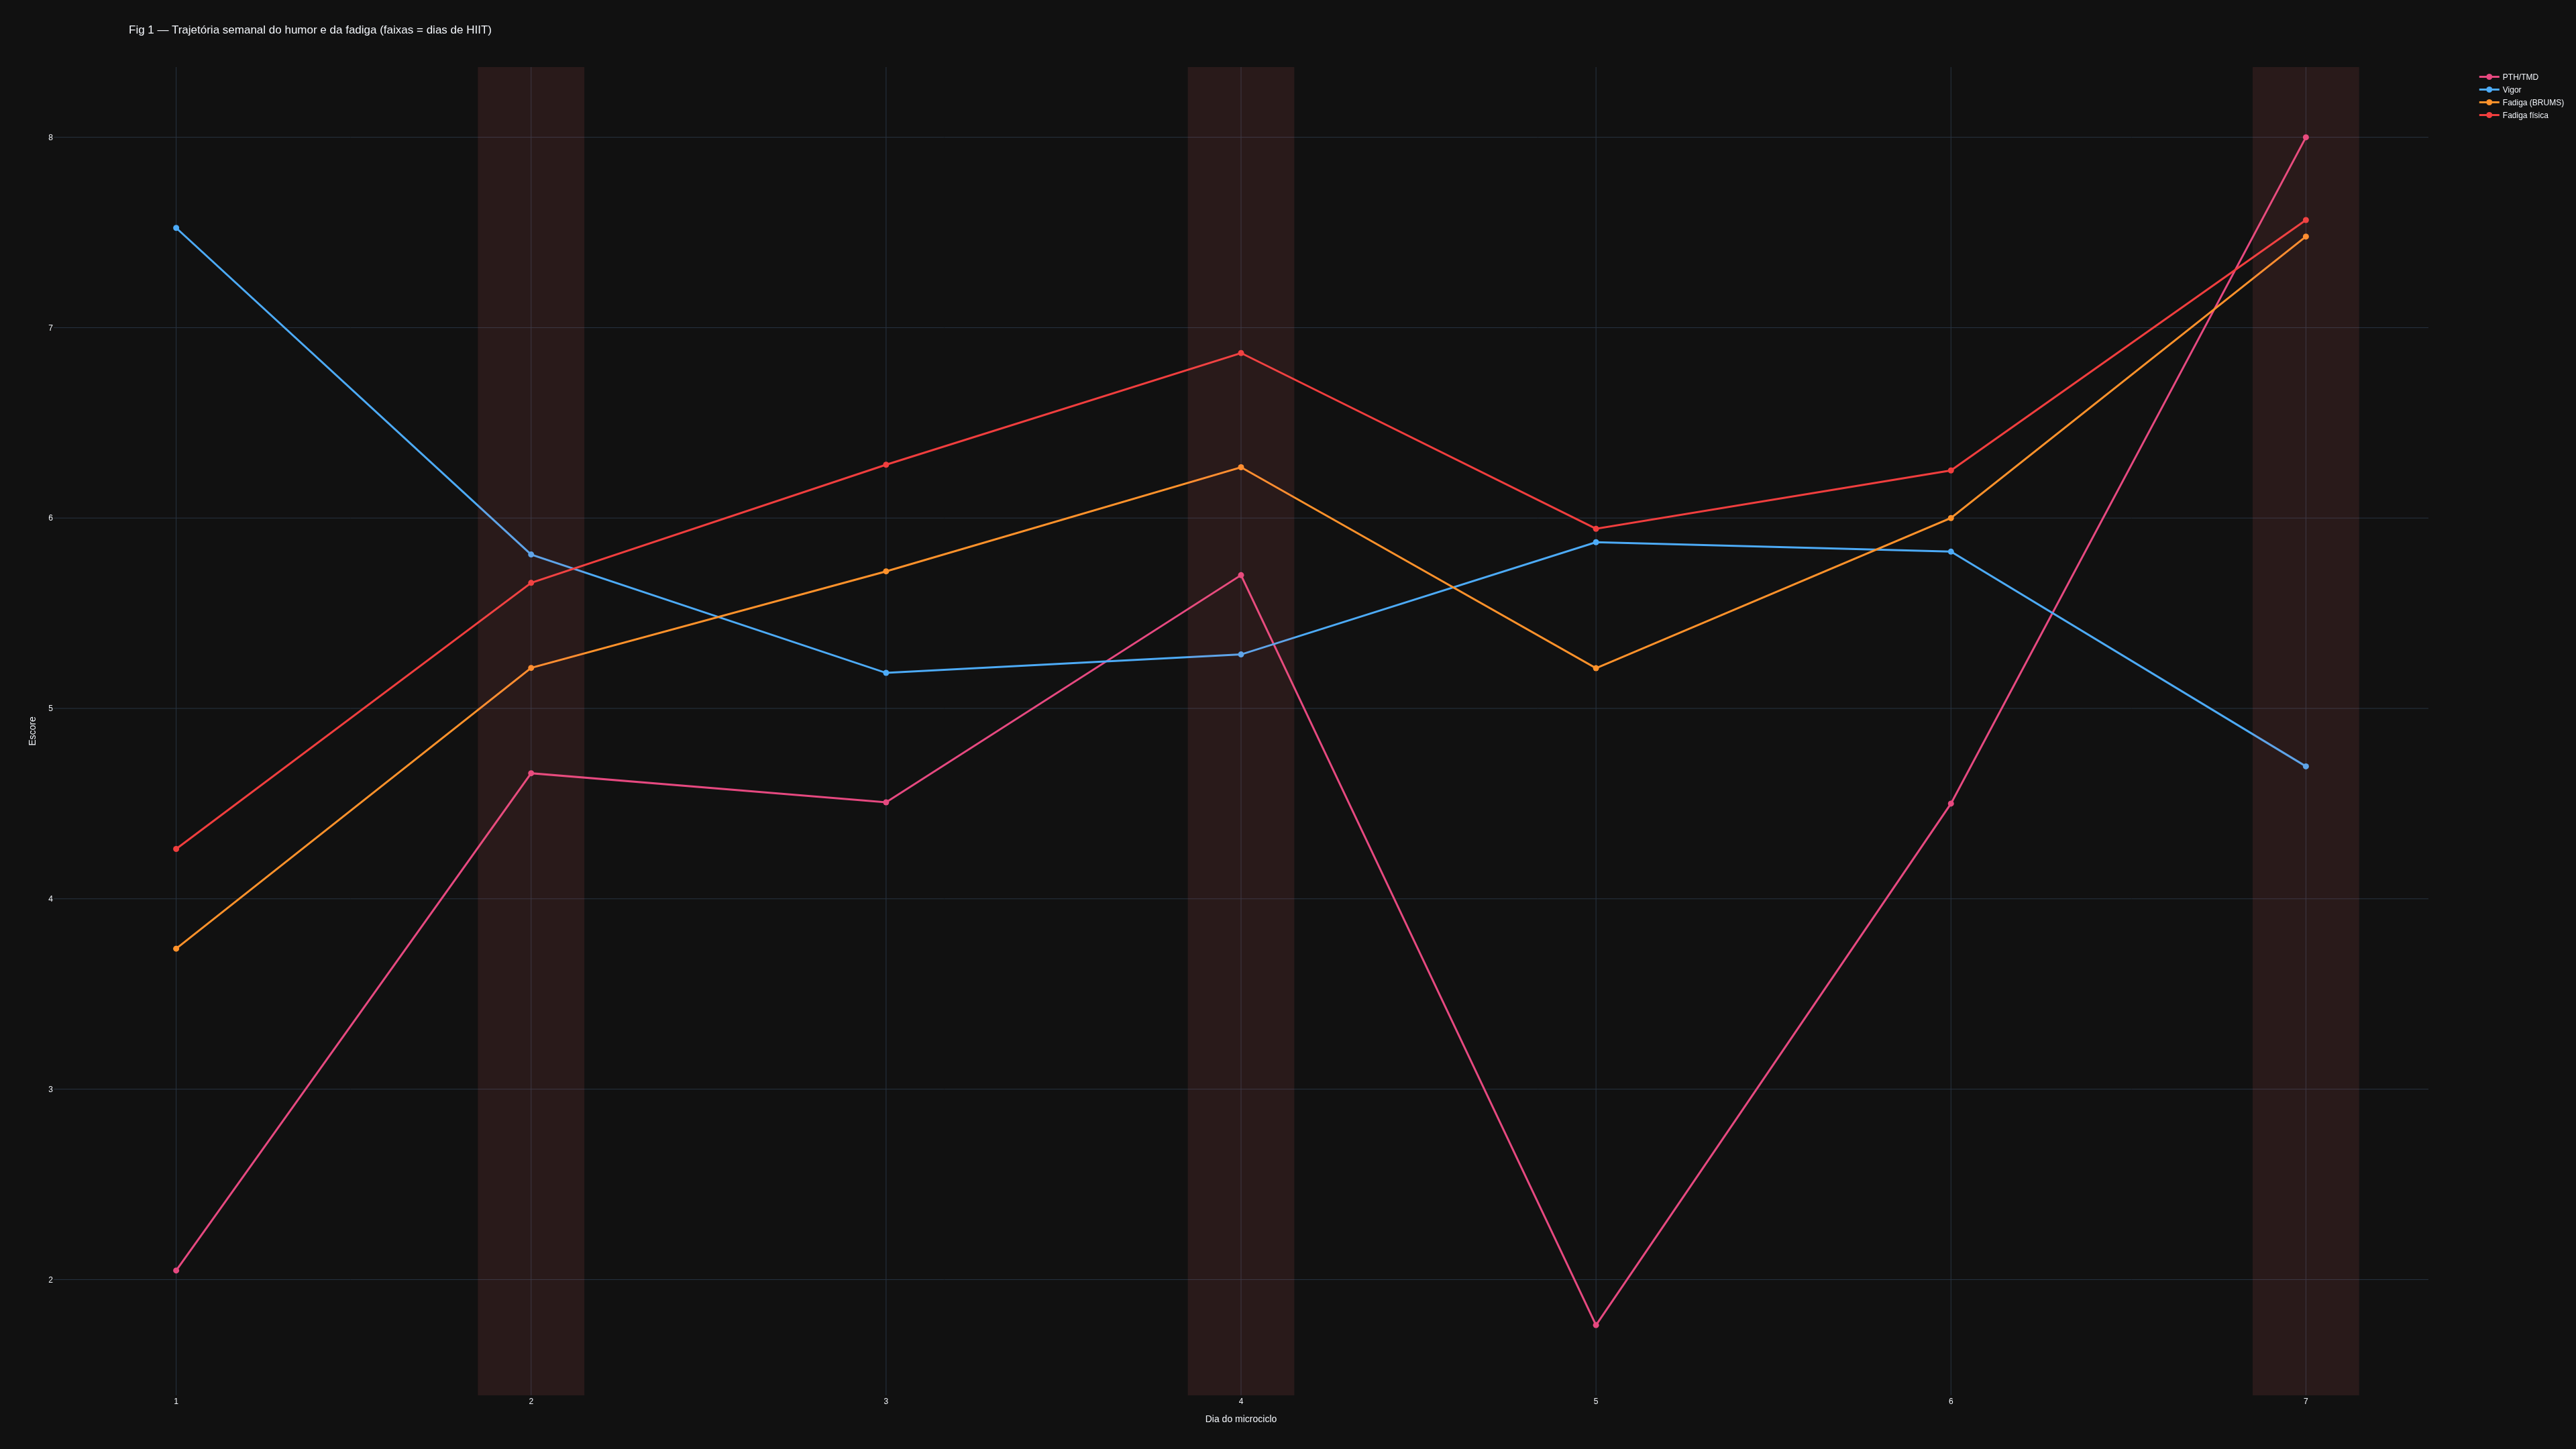 Fig 1 — Trajetória semanal do humor e da fadiga (faixas = dias de HIIT)
PTH/TMD
Vigor
Fadiga (BRUMS)
Fadiga física
8
7
6
5
4
3
2
Escore
1 2 3 4 5 6 7
Dia do microciclo